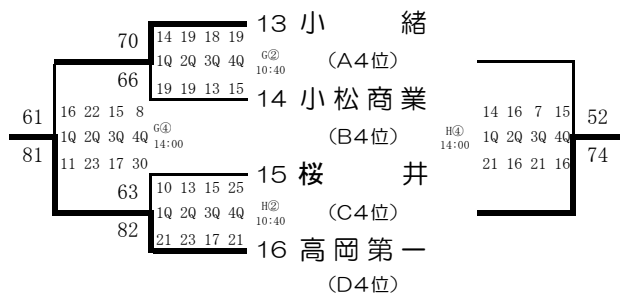 13 小 緒
(A4位)
14 小松商業
(B4位)
15 桜 井
(C4位)
16 高岡第一
(D4位)
70
14 19 18 19
1Q 2Q 3Q 4Q
19 19 13 15
66
G②
10:40
61
16 22 15 8
1Q 2Q 3Q 4Q
11 23 17 30
81
G④
14:00
63
10 13 15 25
1Q 2Q 3Q 4Q
21 23 17 21
82
H②
10:40
52
14 16 7 15
1Q 2Q 3Q 4Q
21 16 21 16
74
H④
14:00